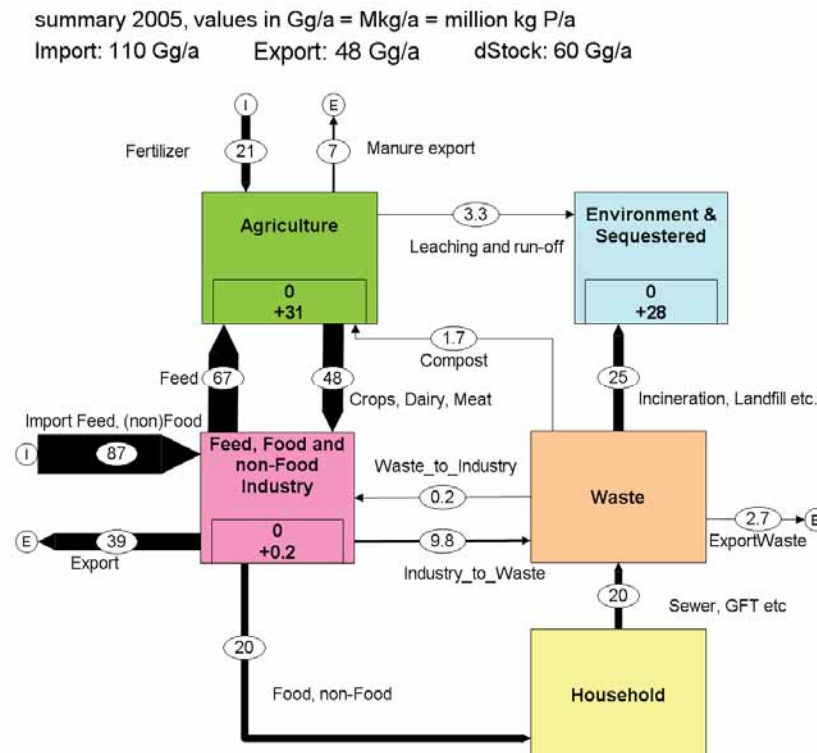 summary 2005, values in Gg/a = Mkg/a = million kg P/a
Import: 110 Gg/a Export: 48 Gg/a dStock: 60 Gg/a
I
E
Fertilizer
21
7
Manure export
Agriculture
0
+31
3.3
Leaching and run-off
Environment &
Sequestered
0
+28
1.7
Compost
Feed
67
48
Crops, Dairy, Meat
25
Incineration, Landfill etc.
Import Feed, (non)Food
I
87
Feed, Food and
non-Food
Industry
0
+0.2
Waste_to_Industry
0.2
Waste
2.7
E
ExportWaste
E
39
Export
9.8
Industry_to_Waste
20
Sewer, GFT etc
20
Food, non-Food
Household